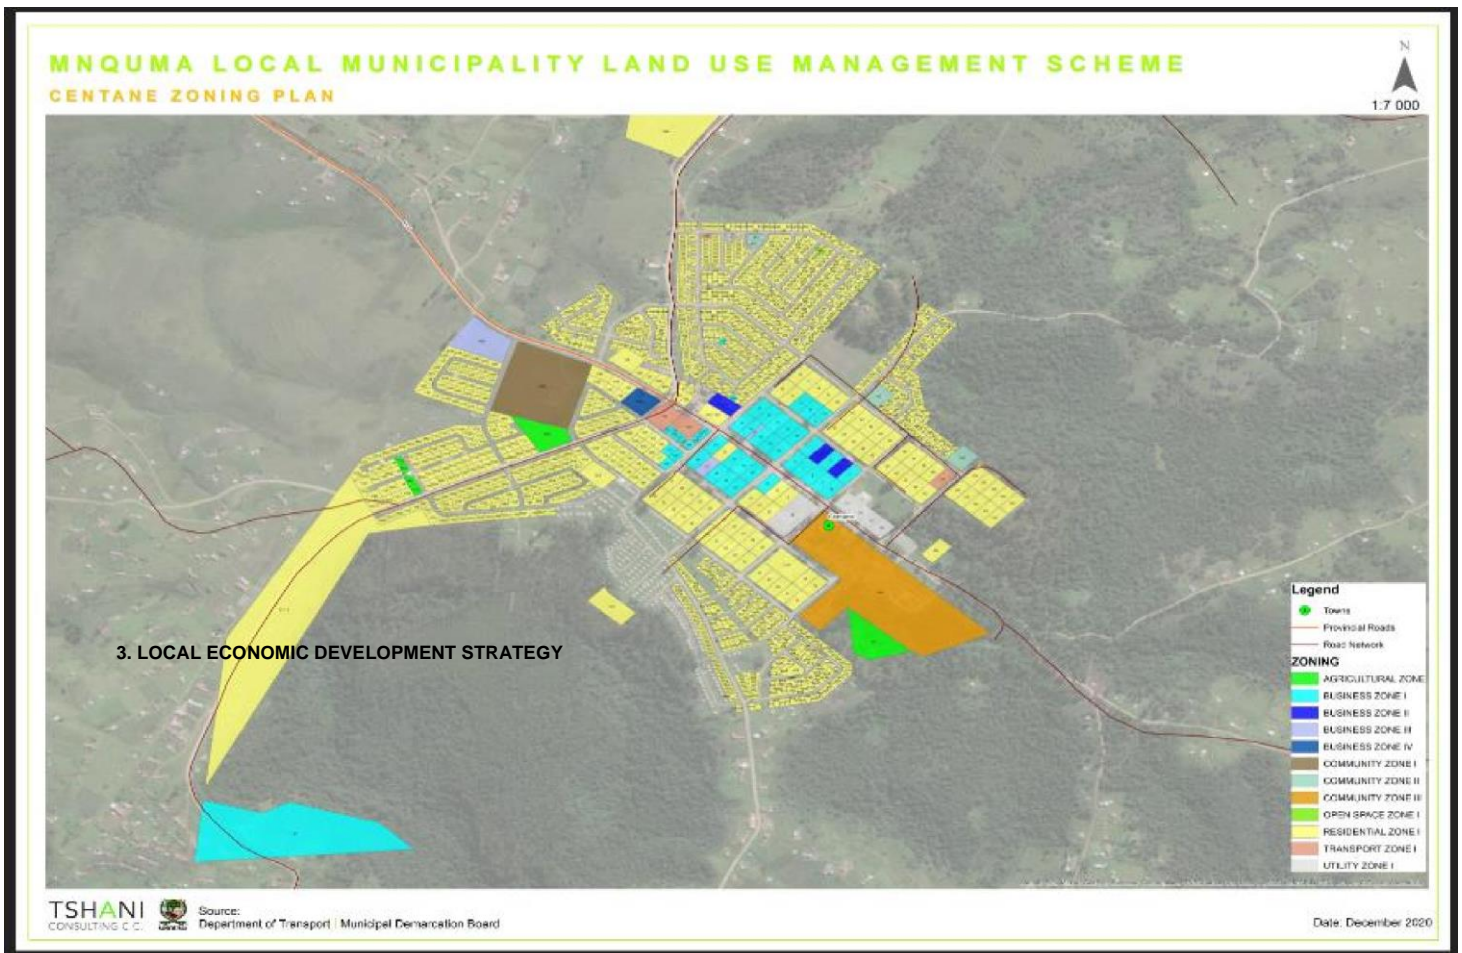 MNQUMA LOCAL MUNICIPALITY LAND USE MANAGEMENT SCHEME
CENTANE ZONING PLAN
N
1:7 000
3. LOCAL ECONOMIC DEVELOPMENT STRATEGY
Legend
Towns
Provincial Roads
Road Network
ZONING
AGRICULTURAL ZONE
BUSINESS ZONE I
BUSINESS ZONE II
BUSINESS ZONE III
BUSINESS ZONE IV
COMMUNITY ZONE I
COMMUNITY ZONE II
COMMUNITY ZONE III
OPEN SPACE ZONE I
RESIDENTIAL ZONE I
TRANSPORT ZONE I
UTILITY ZONE I
TSHANI
CONSULTING C.C.
Source:
Department of Transport | Municipal Demarcation Board
Date: December 2020